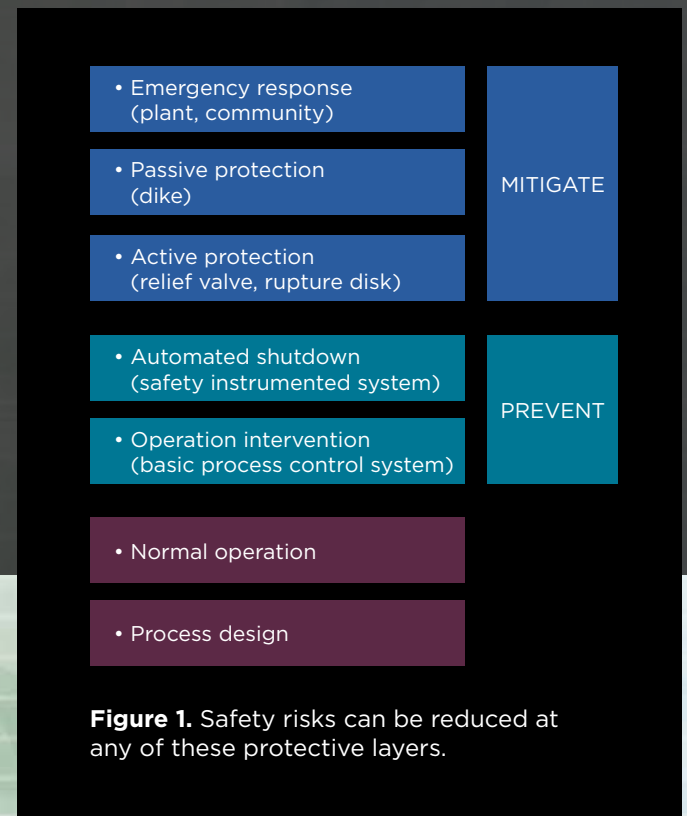 • Emergency response
(plant, community)
• Passive protection
(dike)
• Active protection
(relief valve, rupture disk)
MITIGATE
• Automated shutdown
(safety instrumented system)
• Operation intervention
(basic process control system)
PREVENT
• Normal operation
• Process design
Figure 1. Safety risks can be reduced at
any of these protective layers.